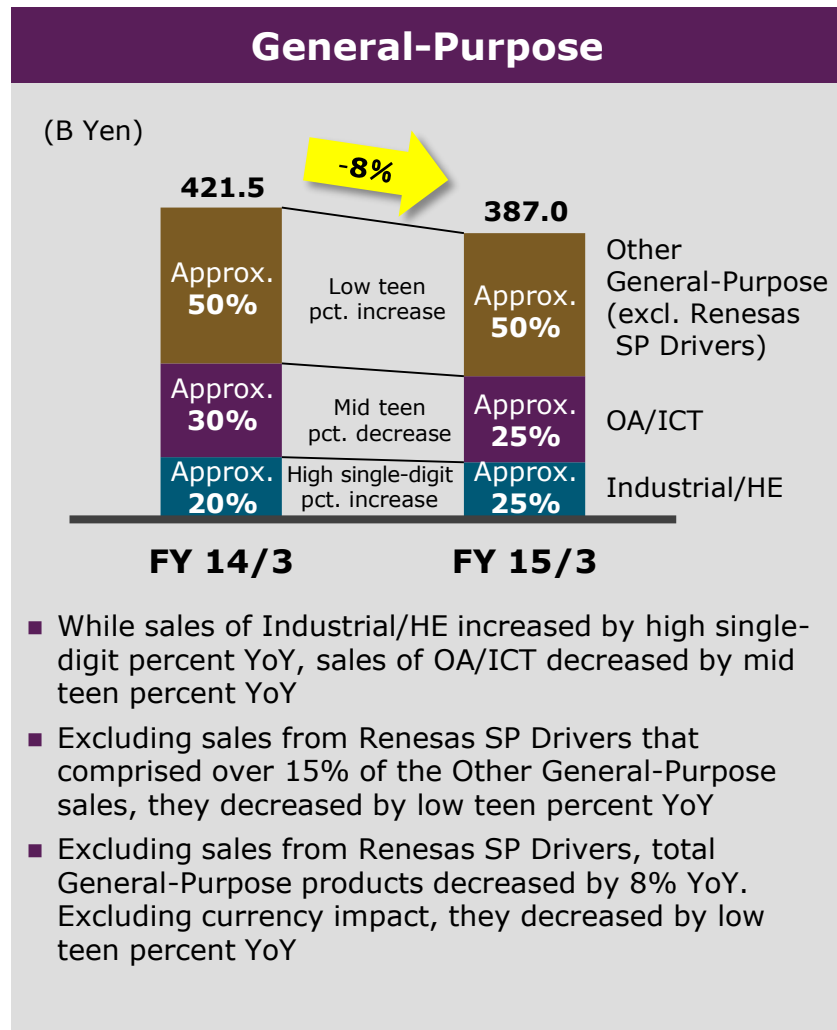 General-Purpose
(B Yen)
-8%
421.5
387.0
Approx.
50%
Low teen
pct. increase
Approx.
50%
Other
General-Purpose
(excl. Renesas
SP Drivers)
Approx.
30%
Mid teen
pct. decrease
Approx.
25%
OA/ICT
Approx.
20%
High single-digit
pct. increase
Approx.
25%
Industrial/HE
FY 14/3
FY 15/3
■ While sales of Industrial/HE increased by high single-
digit percent YoY, sales of OA/ICT decreased by mid
teen percent YoY
■ Excluding sales from Renesas SP Drivers that
comprised over 15% of the Other General-Purpose
sales, they decreased by low teen percent YoY
■ Excluding sales from Renesas SP Drivers, total
General-Purpose products decreased by 8% YoY.
Excluding currency impact, they decreased by low
teen percent YoY